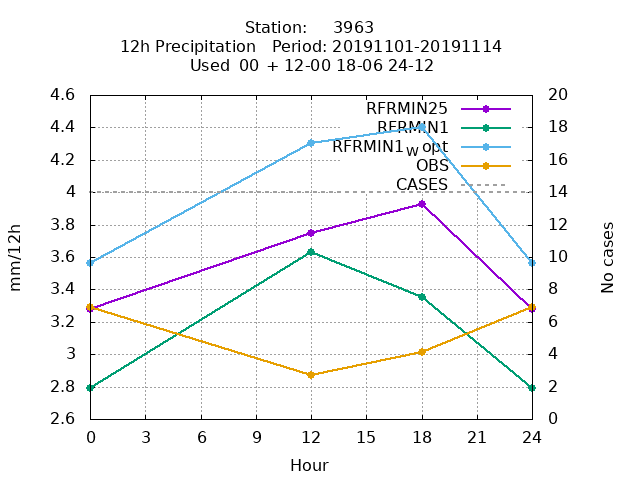 Station: 3963
12h Precipitation Period: 20191101-20191114
Used 00 + 12-00 18-06 24-12
4.6
4.4
4.2
4
3.8
3.6
3.4
3.2
3
2.8
2.6
20
18
16
14
12
10
8
6
4
2
0
RFRMIN25
RFRMIN1
RFRMIN1w opt
OBS
CASES
mm/12h
No cases
0 3 6 9 12 15 18 21 24
Hour